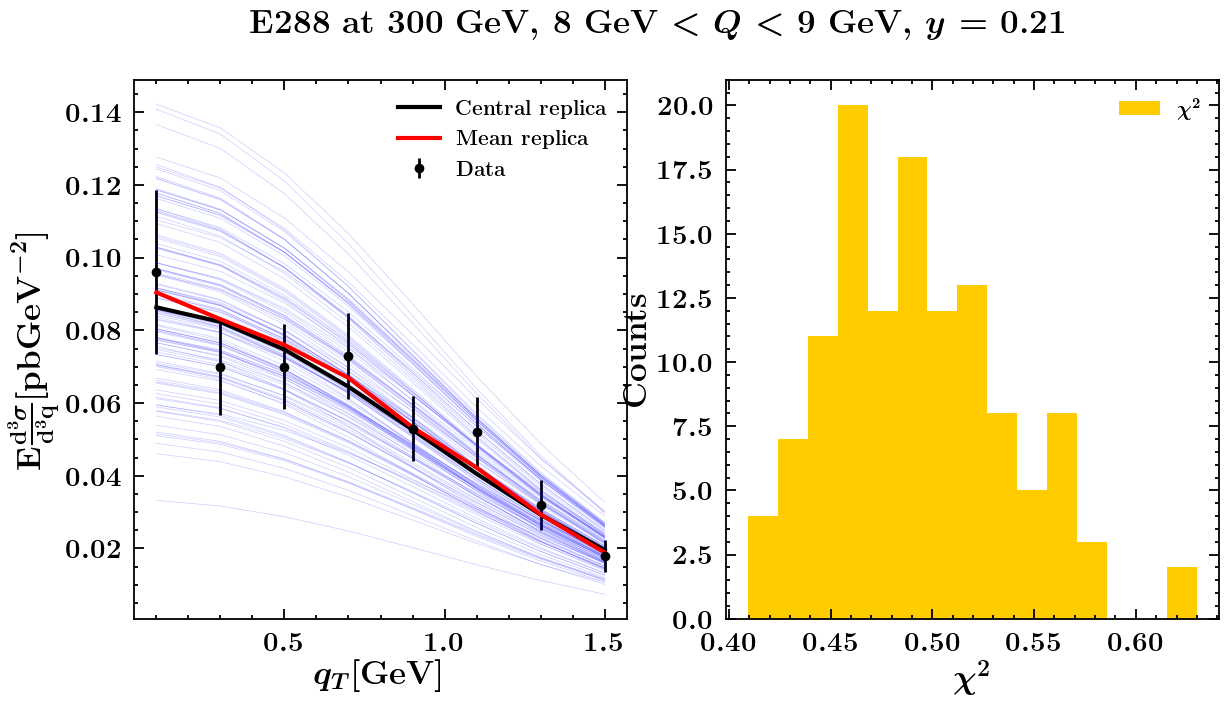 E288 at 300 GeV, 8 GeV < Q < 9 GeV, y = 0.21
Central replica
Mean replica
Data
0.14
0.12
0.10
0.08
0.06
0.04
0.02
E d³σ/d³q [pbGeV⁻²]
0.5
1.0
1.5
q_T[GeV]
χ²
20.0
17.5
15.0
12.5
10.0
7.5
5.0
2.5
0.0
Counts
0.40
0.45
0.50
0.55
0.60
χ²